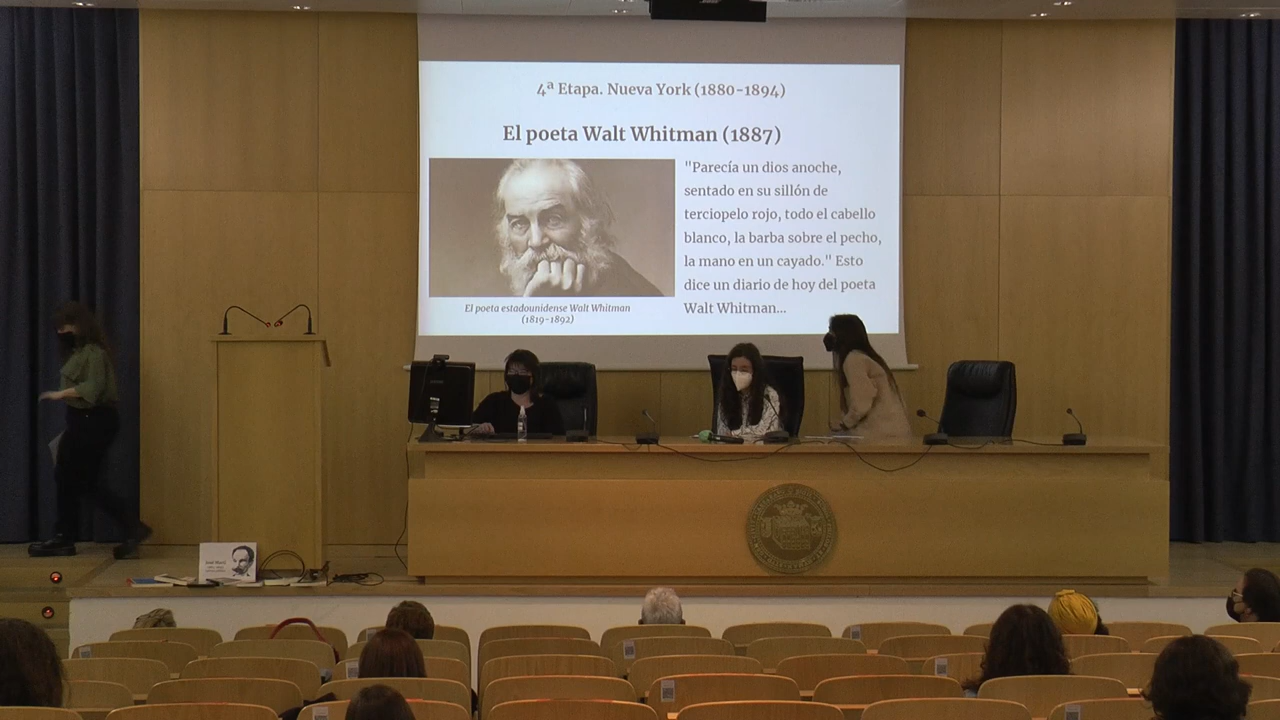 4ª Etapa. Nueva York (1880-1894)
El poeta Walt Whitman (1887)
"Parecía un dios anoche,
sentado en su sillón de
terciopelo rojo, todo el cabello
blanco, la barba sobre el pecho,
la mano en un cayado." Esto
dice un diario de hoy del poeta
Walt Whitman...
El poeta estadounidense Walt Whitman
(1819-1892)
José Martí